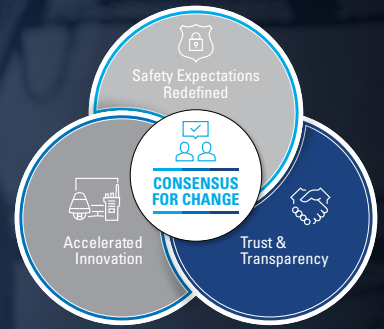 Safety Expectations
Redefined
CONSENSUS
FOR CHANGE
Accelerated
Innovation
Trust &
Transparency